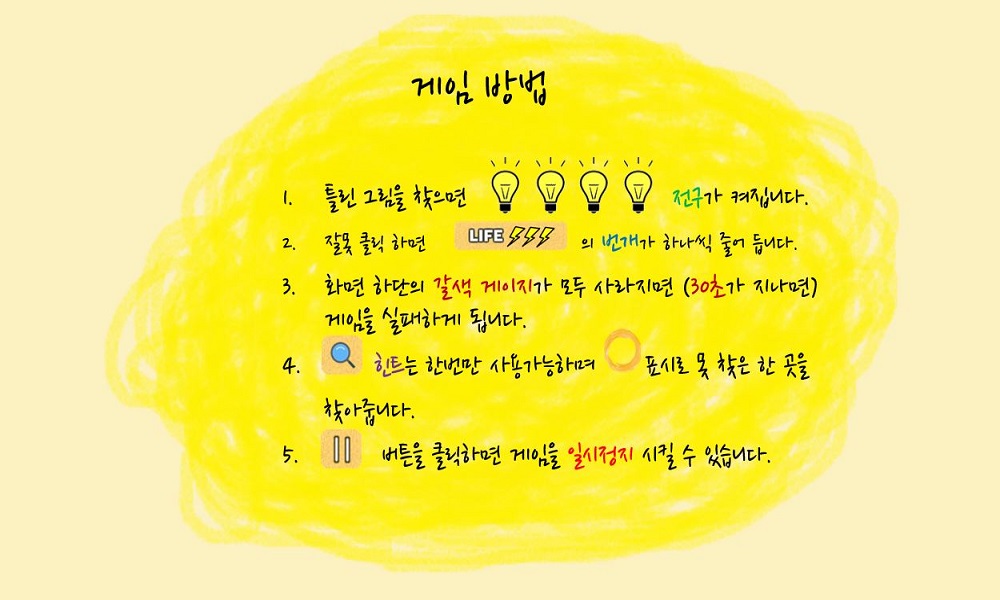 게임 방법
1. 틀린 그림을 찾으면 전구가 켜집니다.
2. 잘못 클릭 하면 LIFE 의 번개가 하나씩 줄어 듭니다.
3. 화면 하단의 갈색 게이지가 모두 사라지면 (30초가 지나면)
게임을 실패하게 됩니다.
4. 힌트는 한번만 사용가능하며 표시로 못 찾은 한 곳을
찾아줍니다.
5. 버튼을 클릭하면 게임을 일시정지 시킬 수 있습니다.